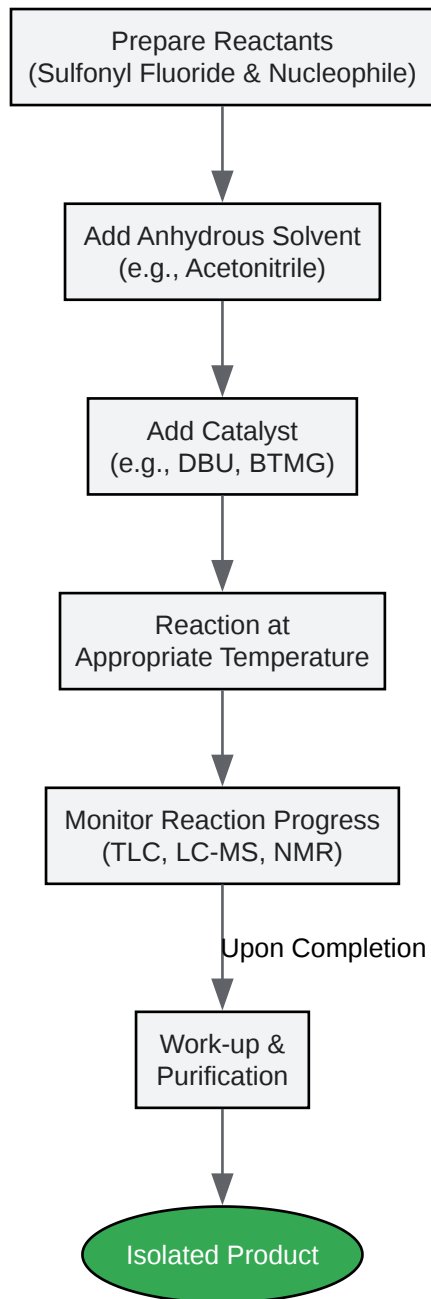 Prepare Reactants
(Sulfonyl Fluoride & Nucleophile)
Add Anhydrous Solvent
(e.g., Acetonitrile)
Add Catalyst
(e.g., DBU, BTMG)
Reaction at
Appropriate Temperature
Monitor Reaction Progress
(TLC, LC-MS, NMR)
Upon Completion
Work-up &
Purification
Isolated Product